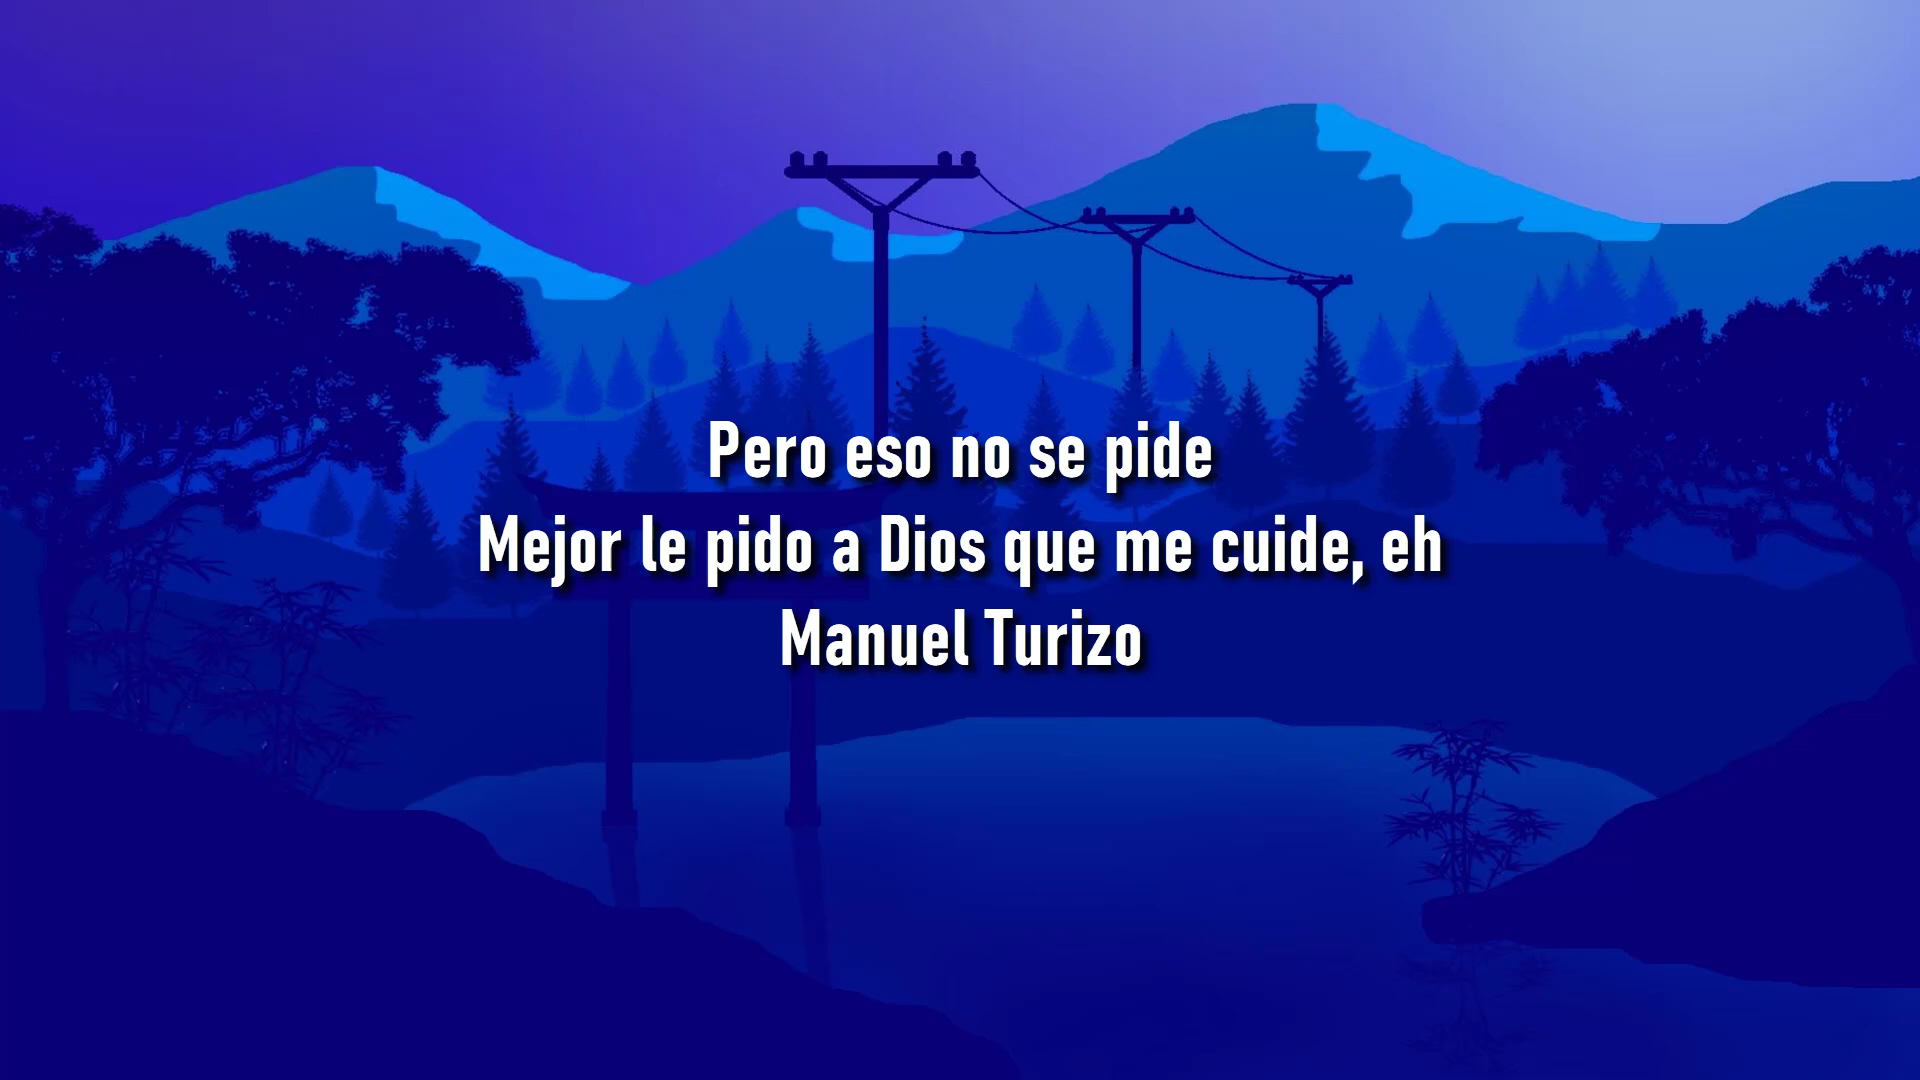 Pero eso no se pide
Mejor le pido a Dios que me cuide, eh
Manuel Turizo